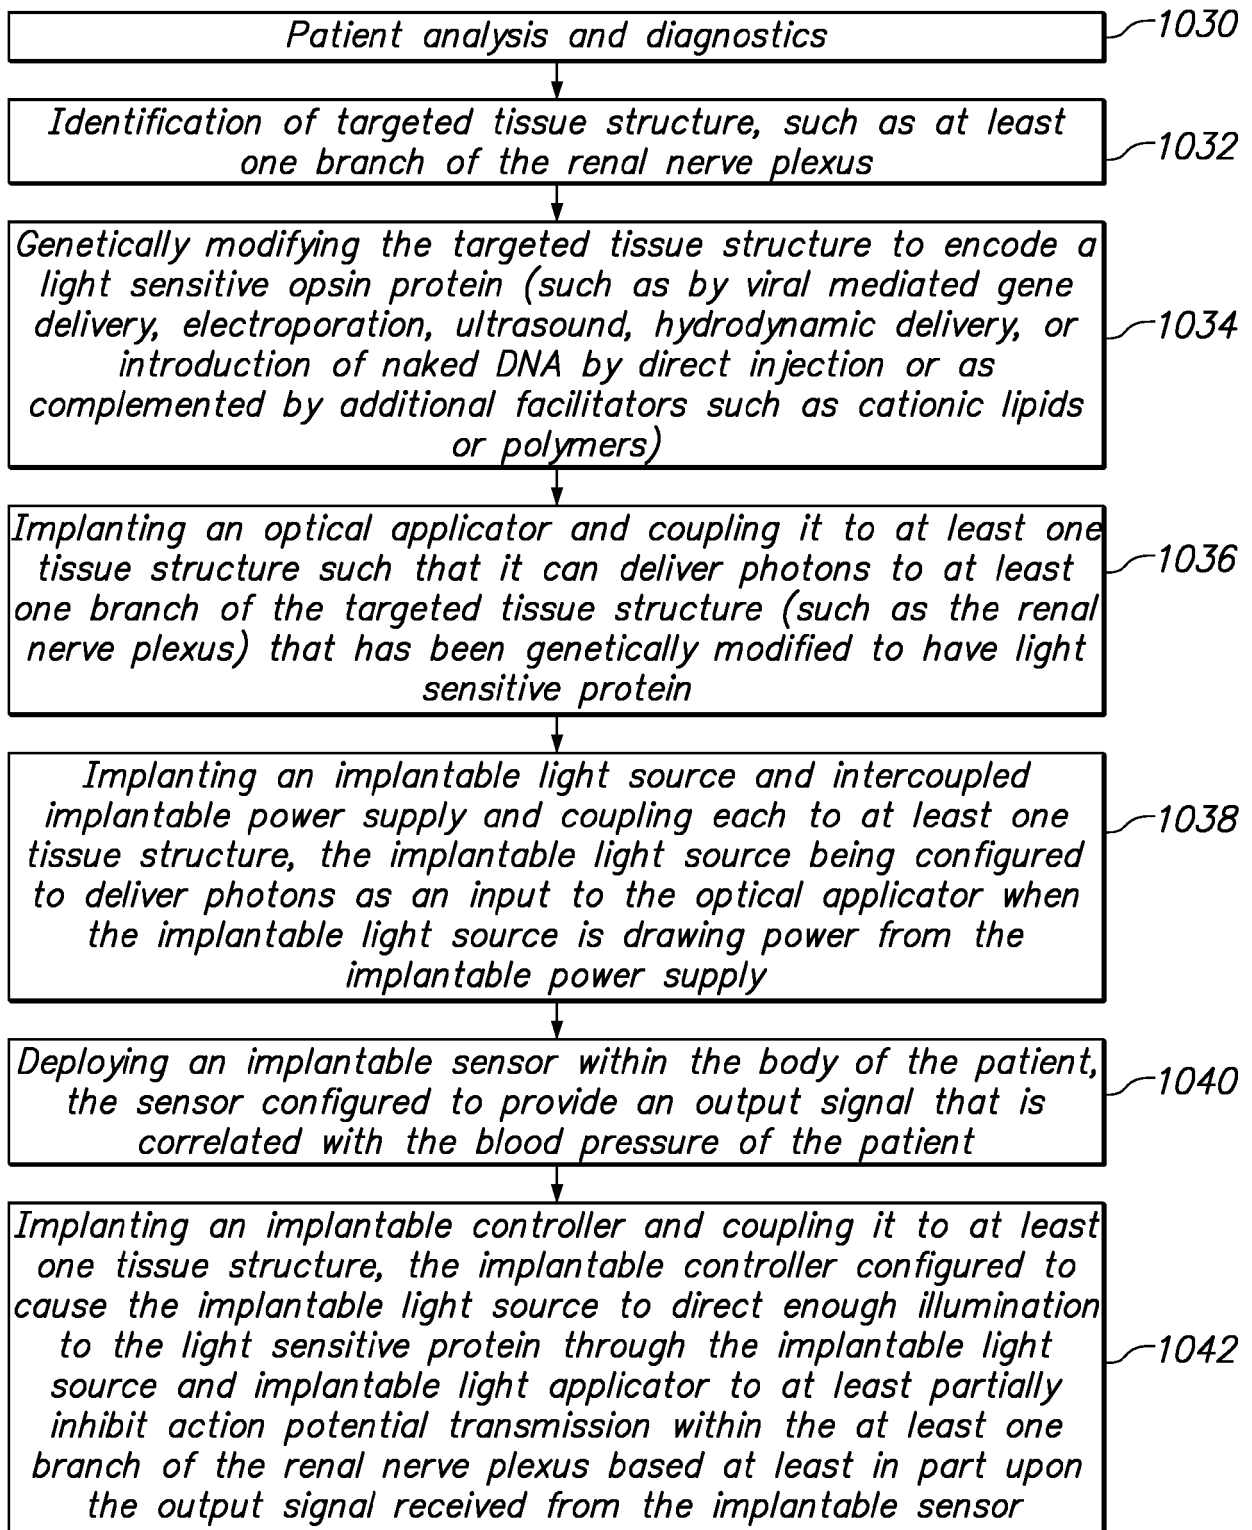 Patient analysis and diagnostics
1030
Identification of targeted tissue structure, such as at least
one branch of the renal nerve plexus
1032
Genetically modifying the targeted tissue structure to encode a
light sensitive opsin protein (such as by viral mediated gene
delivery, electroporation, ultrasound, hydrodynamic delivery, or
introduction of naked DNA by direct injection or as
complemented by additional facilitators such as cationic lipids
or polymers)
1034
Implanting an optical applicator and coupling it to at least one
tissue structure such that it can deliver photons to at least
one branch of the targeted tissue structure (such as the renal
nerve plexus) that has been genetically modified to have light
sensitive protein
1036
Implanting an implantable light source and intercoupled
implantable power supply and coupling each to at least one
tissue structure, the implantable light source being configured
to deliver photons as an input to the optical applicator when
the implantable light source is drawing power from the
implantable power supply
1038
Deploying an implantable sensor within the body of the patient,
the sensor configured to provide an output signal that is
correlated with the blood pressure of the patient
1040
Implanting an implantable controller and coupling it to at least
one tissue structure, the implantable controller configured to
cause the implantable light source to direct enough illumination
to the light sensitive protein through the implantable light
source and implantable light applicator to at least partially
inhibit action potential transmission within the at least one
branch of the renal nerve plexus based at least in part upon
the output signal received from the implantable sensor
1042